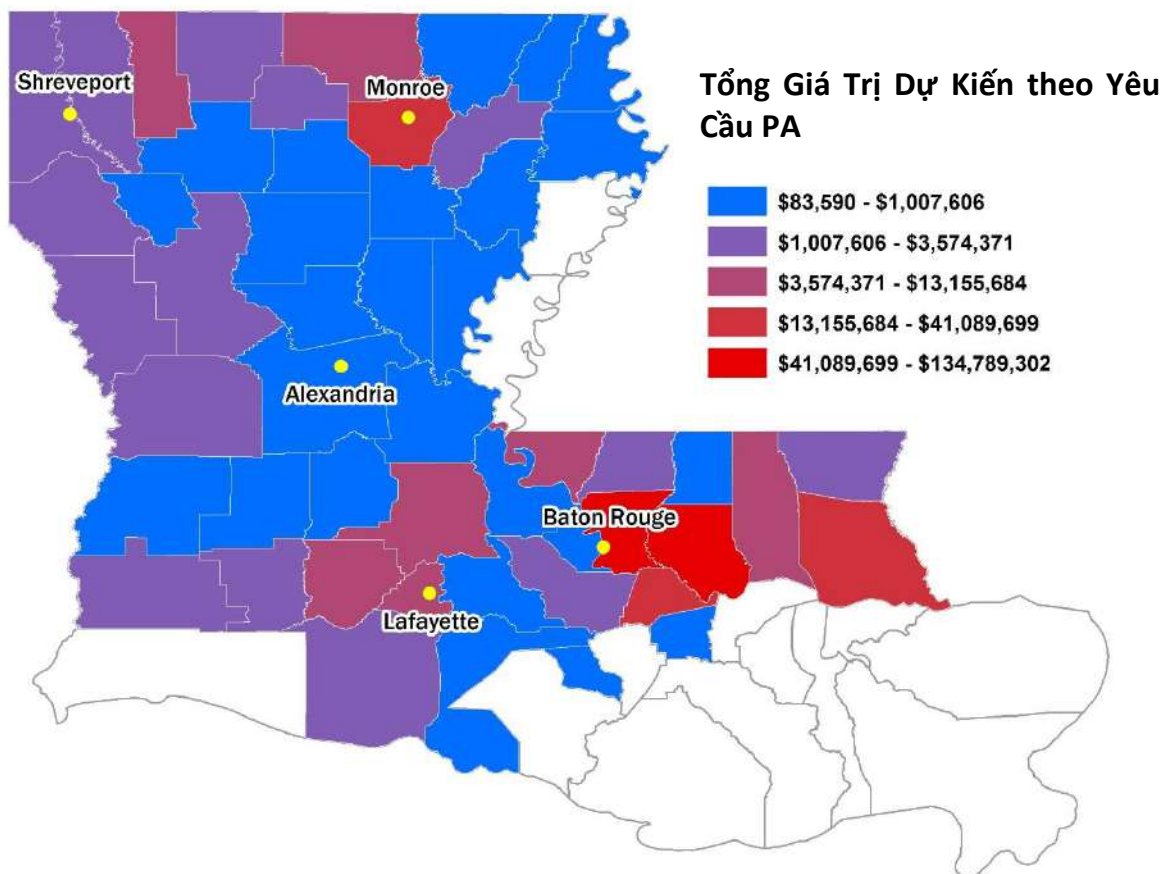 Tổng Giá Trị Dự Kiến theo Yêu
Cầu PA
Shreveport
Monroe
$83,590 - $1,007,606
$1,007,606 - $3,574,371
$3,574,371 - $13,155,684
$13,155,684 - $41,089,699
$41,089,699 - $134,789,302
Alexandria
Baton Rouge
Lafayette